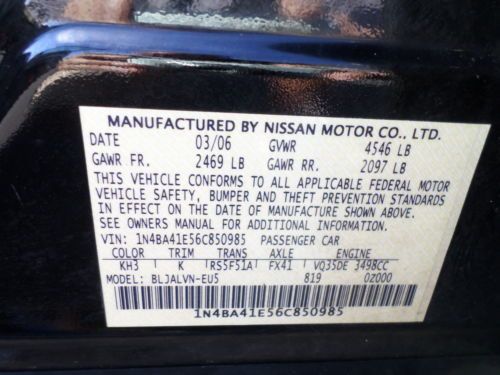 MANUFACTURED BY NISSAN MOTOR CO., LTD.
DATE 03/06 GVWR 4546 LB
GAWR FR. 2469 LB GAWR RR. 2097 LB
THIS VEHICLE CONFORMS TO ALL APPLICABLE FEDERAL MOTOR
VEHICLE SAFETY, BUMPER AND THEFT PREVENTION STANDARDS
IN EFFECT ON THE DATE OF MANUFACTURE SHOWN ABOVE.
SEE OWNERS MANUAL FOR ADDITIONAL INFORMATION.
VIN: 1N4BA41E56C850985 PASSENGER CAR
COLOR TRIM TRANS AXLE ENGINE
KH3 K RS5F51A FX41 VQ35DE 3498CC
MODEL: BLJALVN-EU5 819 0Z000
1N4BA41E56C850985